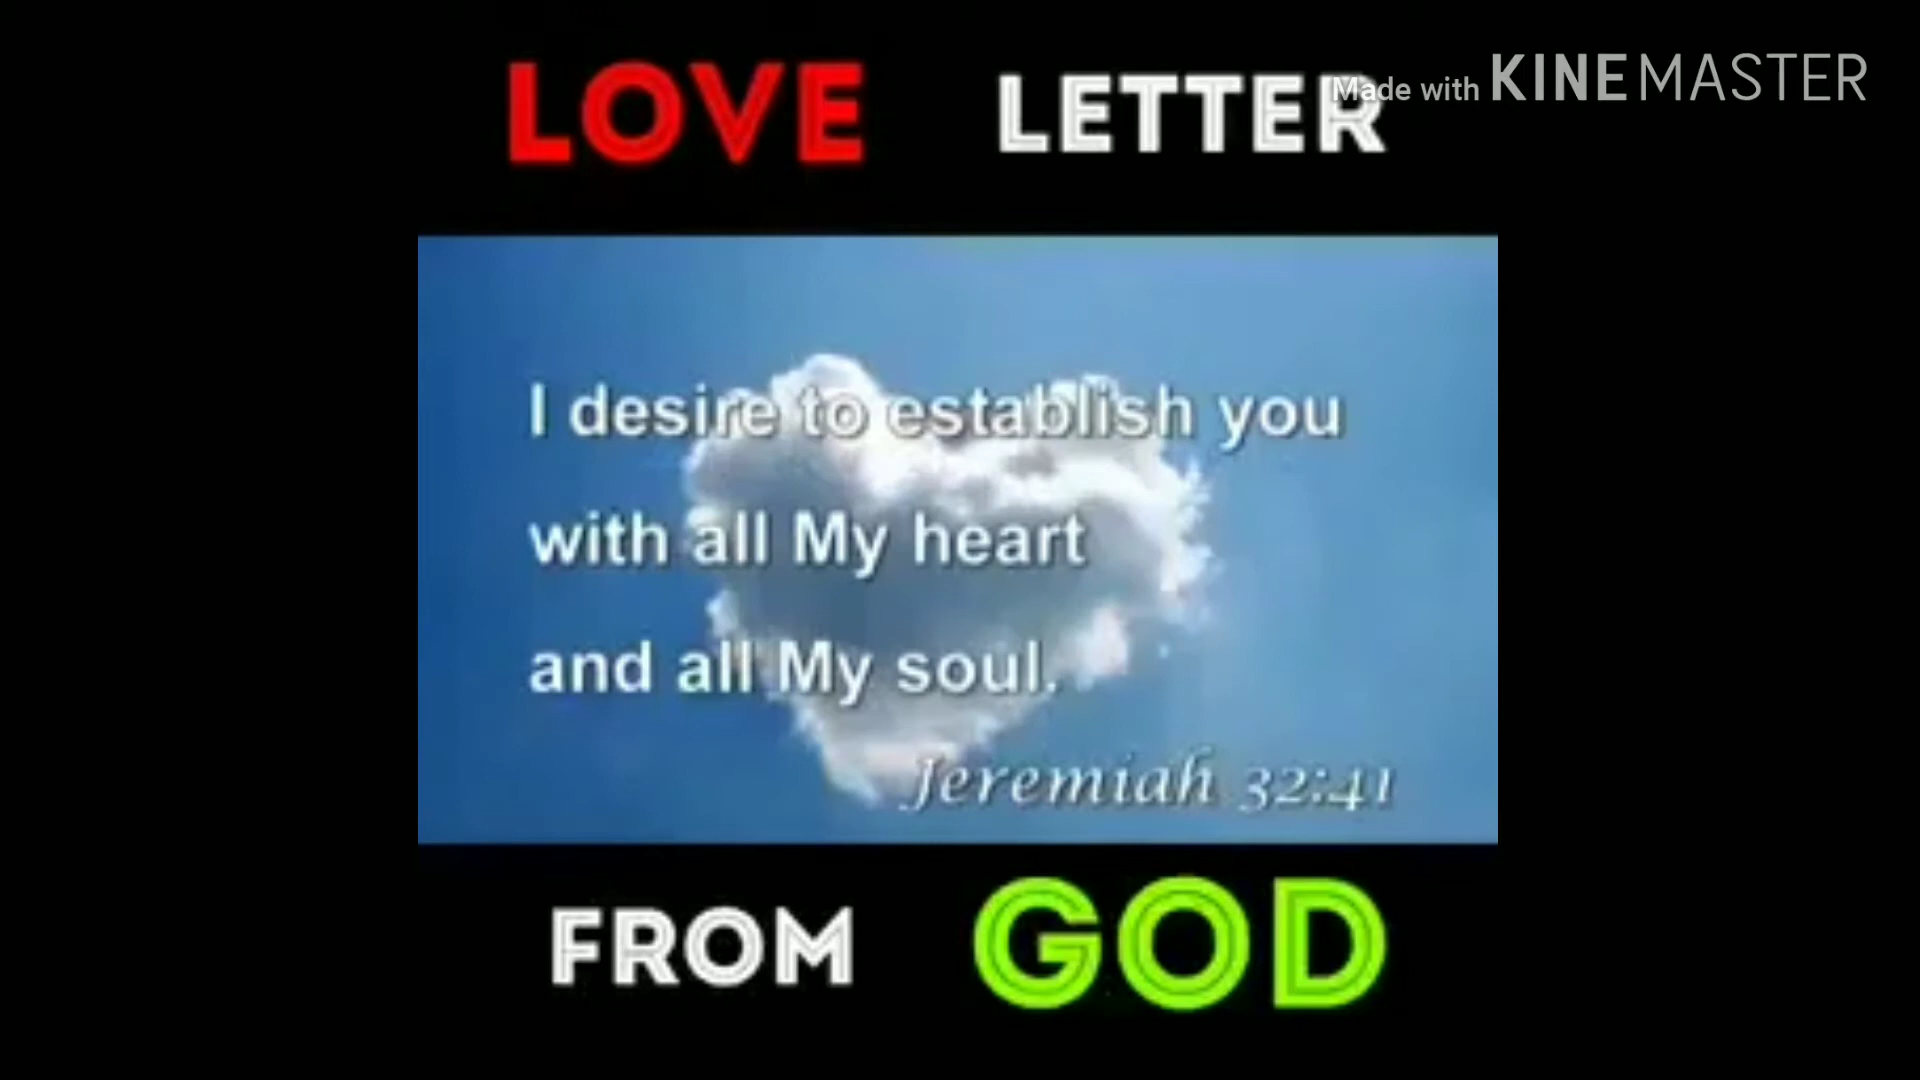 LOVE LETTER
Made with KINEMASTER
I desire to establish you
with all My heart
and all My soul.
Jeremiah 32:41
FROM GOD